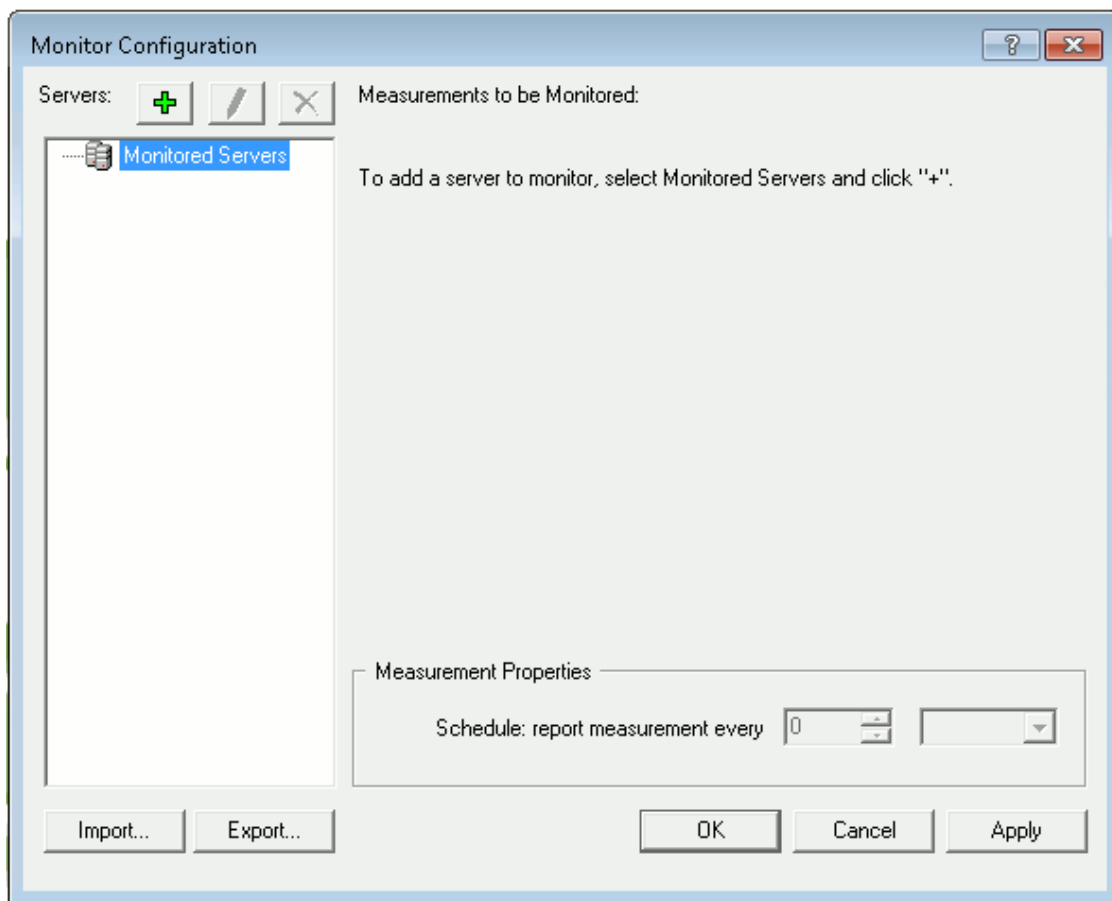 Monitor Configuration
Servers:
Measurements to be Monitored:
Monitored Servers
To add a server to monitor, select Monitored Servers and click "+".
Measurement Properties
Schedule: report measurement every 0
Import... Export... OK Cancel Apply